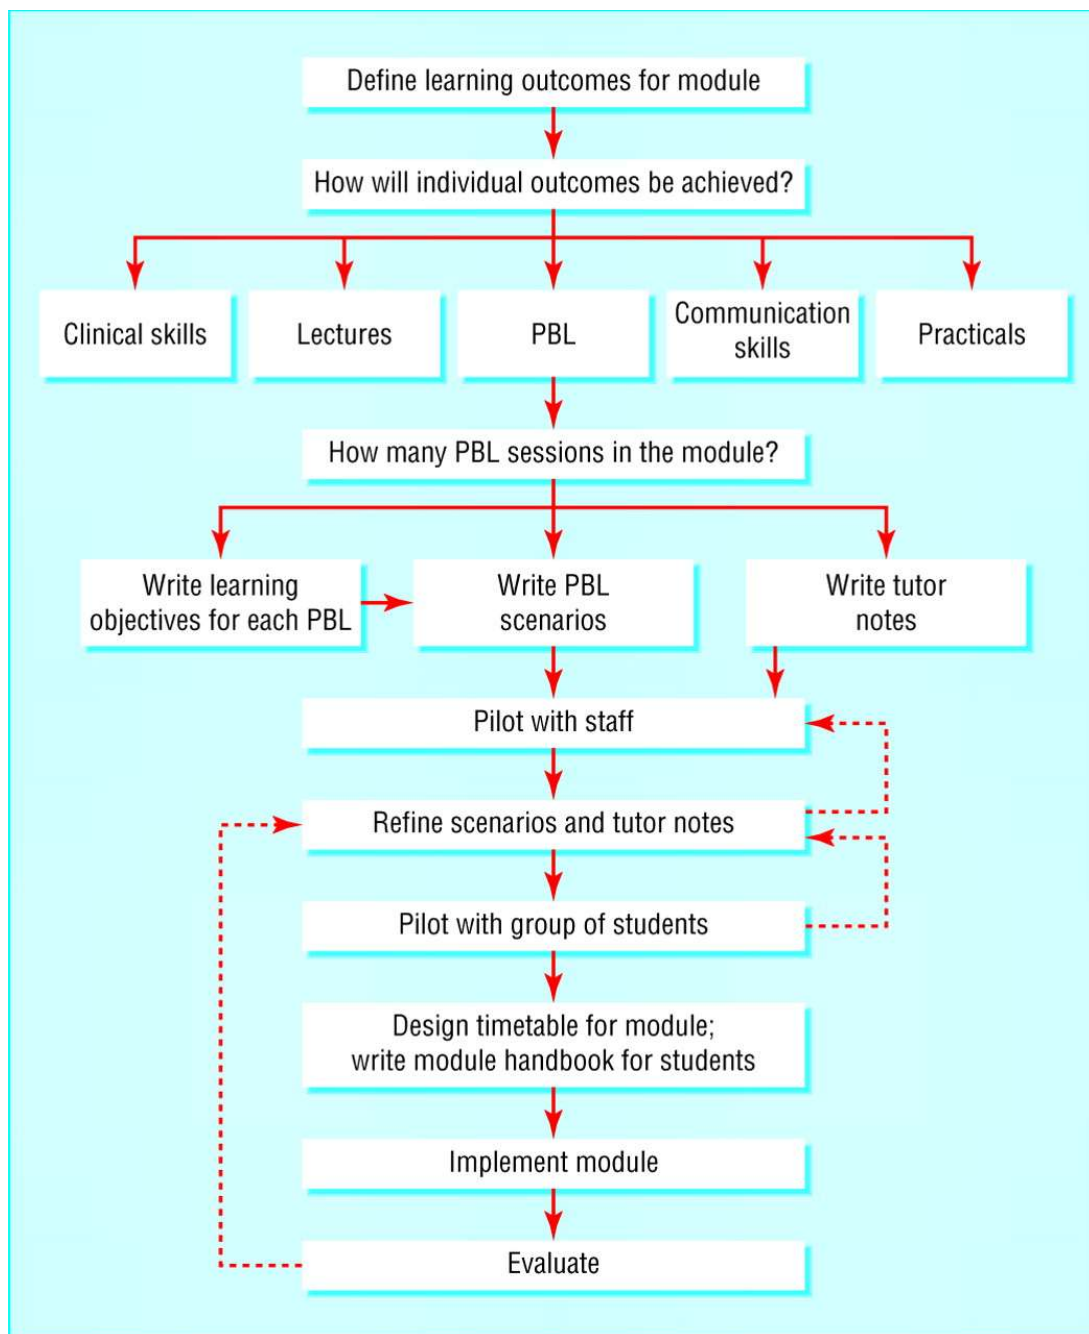 Define learning outcomes for module
How will individual outcomes be achieved?
Clinical skills
Lectures
PBL
Communication
skills
Practicals
How many PBL sessions in the module?
Write learning
objectives for each PBL
Write PBL
scenarios
Write tutor
notes
Pilot with staff
Refine scenarios and tutor notes
Pilot with group of students
Design timetable for module;
write module handbook for students
Implement module
Evaluate